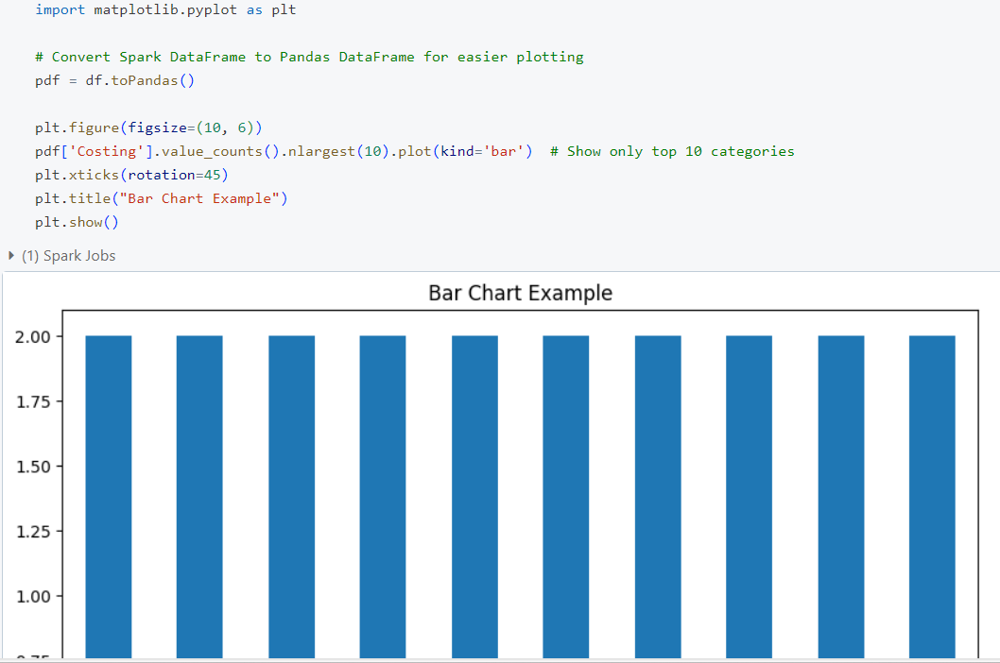 import matplotlib.pyplot as plt
# Convert Spark DataFrame to Pandas DataFrame for easier plotting
pdf = df.toPandas()
plt.figure(figsize=(10, 6))
pdf['Costing'].value_counts().nlargest(10).plot(kind='bar')  # Show only top 10 categories
plt.xticks(rotation=45)
plt.title("Bar Chart Example")
plt.show()
(1) Spark Jobs
Bar Chart Example
2.00
1.75
1.50
1.25
1.00